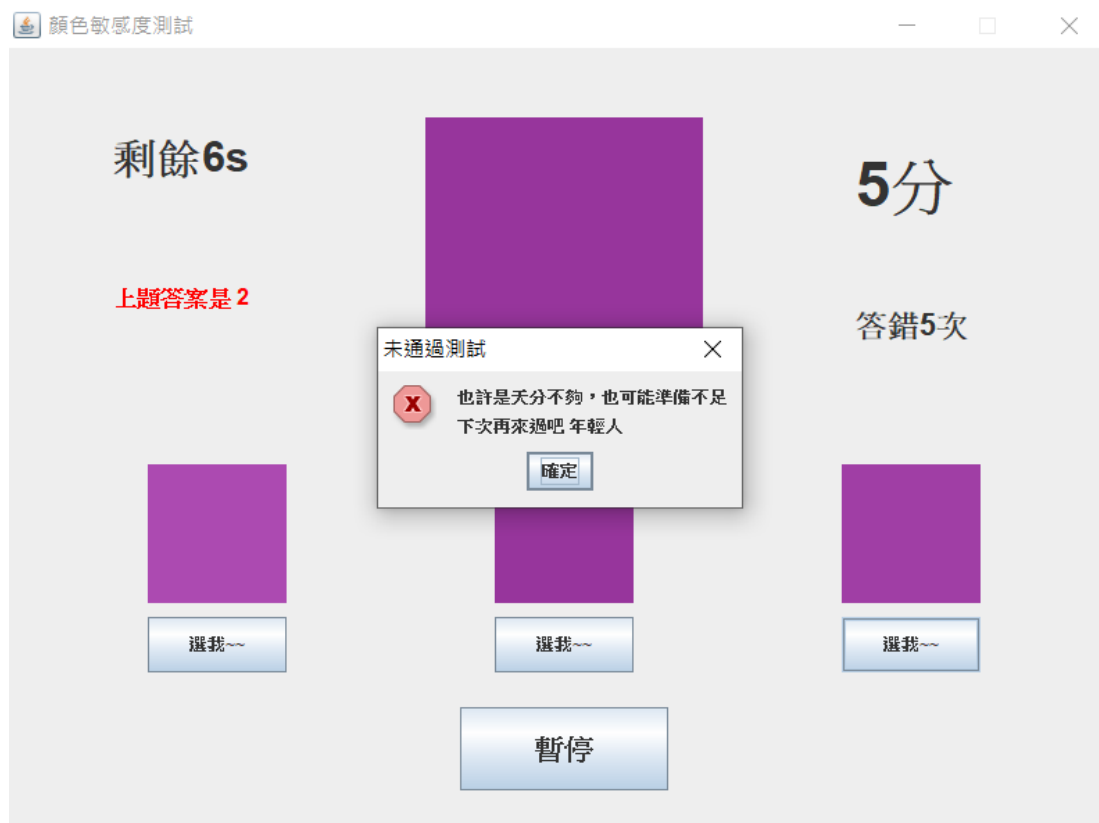 顏色敏感度測試
剩餘6s
5分
上題答案是 2
答錯5次
未通過測試
也許是天分不夠，也可能準備不足
下次再來過吧 年輕人
確定
選我~~
選我~~
選我~~
暫停